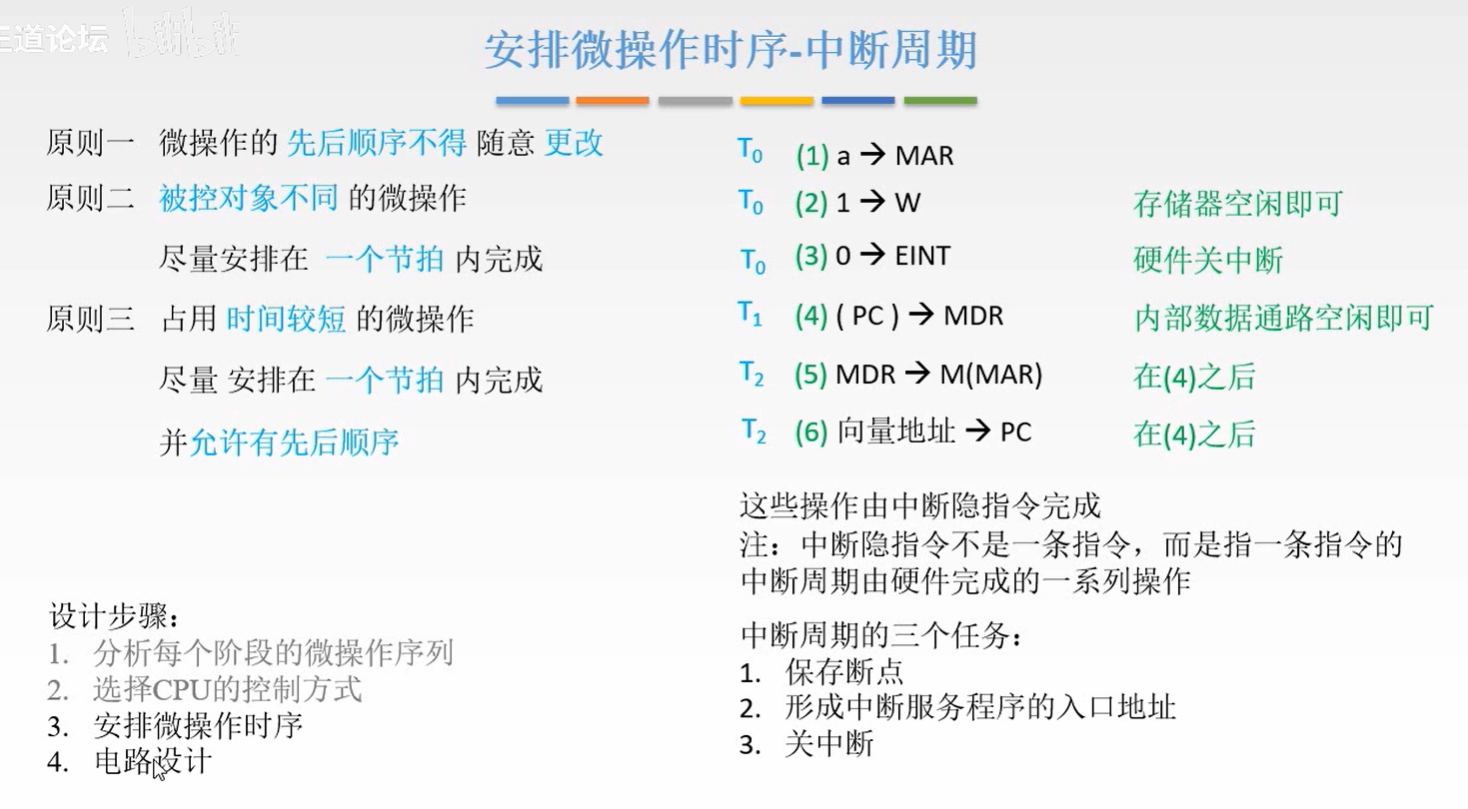 王道论坛 bilibili
安排微操作时序-中断周期
原则一 微操作的 先后顺序不得 随意 更改
原则二 被控对象不同 的微操作
尽量安排在 一个节拍 内完成
原则三 占用 时间较短 的微操作
尽量 安排在 一个节拍 内完成
并允许有先后顺序
设计步骤：
1. 分析每个阶段的微操作序列
2. 选择CPU的控制方式
3. 安排微操作时序
4. 电路设计
T0 (1) a → MAR
T0 (2) 1 → W 存储器空闲即可
T0 (3) 0 → EINT 硬件关中断
T1 (4) ( PC ) → MDR 内部数据通路空闲即可
T2 (5) MDR → M(MAR) 在(4)之后
T2 (6) 向量地址 → PC 在(4)之后
这些操作由中断隐指令完成
注：中断隐指令不是一条指令，而是指一条指令的
中断周期由硬件完成的一系列操作
中断周期的三个任务：
1. 保存断点
2. 形成中断服务程序的入口地址
3. 关中断